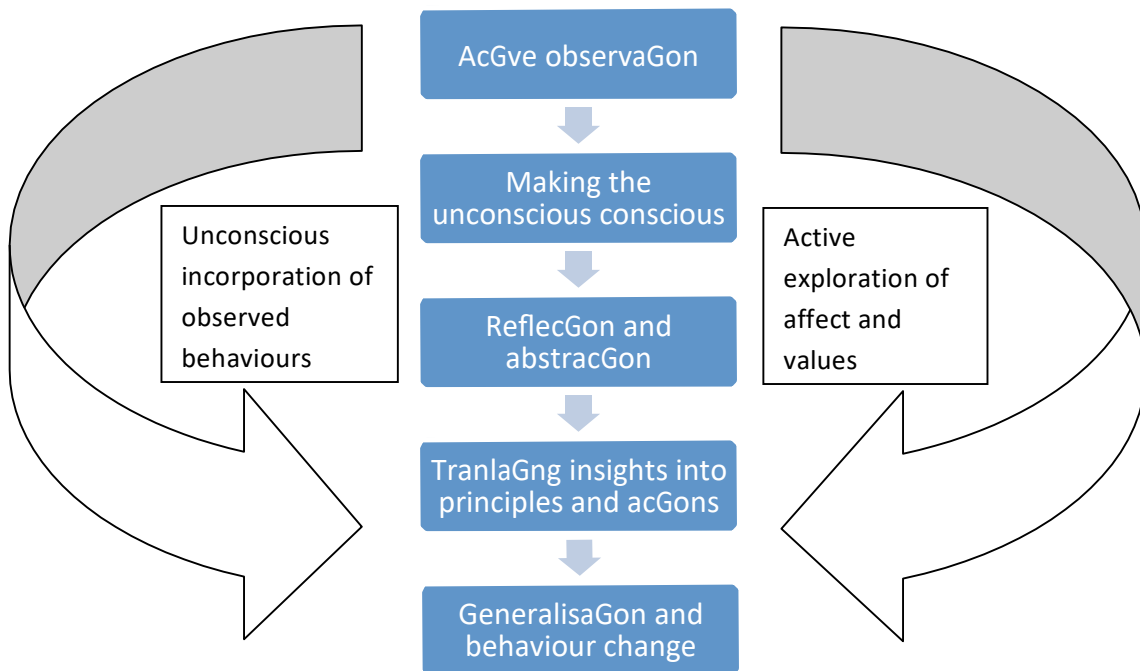 AcGve observaGon
Making the
unconscious conscious
Unconscious
incorporation of
observed
behaviours
Active
exploration of
affect and
values
ReflecGon and
abstracGon
TranlaGng insights into
principles and acGons
GeneralisaGon and
behaviour change